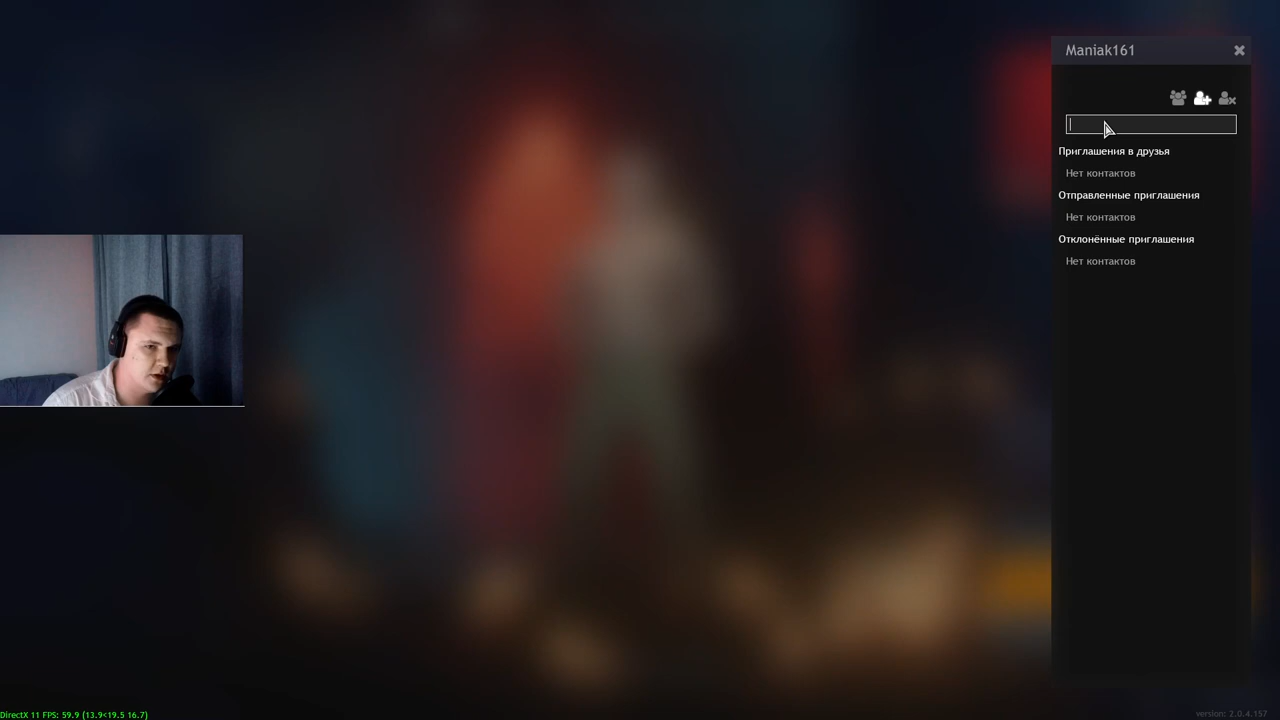 Maniak161
Приглашения в друзья
Нет контактов
Отправленные приглашения
Нет контактов
Отклонённые приглашения
Нет контактов
DirectX 11 FPS: 59.9 (13.9<19.5 16.7)
version: 2.0.4.157